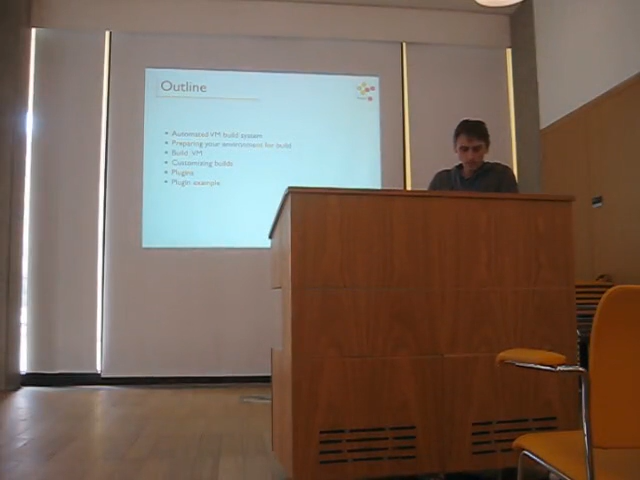 Outline
• Automated VM build system
• Preparing your environment for build
• Build VM
• Customizing builds
• Plugins
• Plugin example